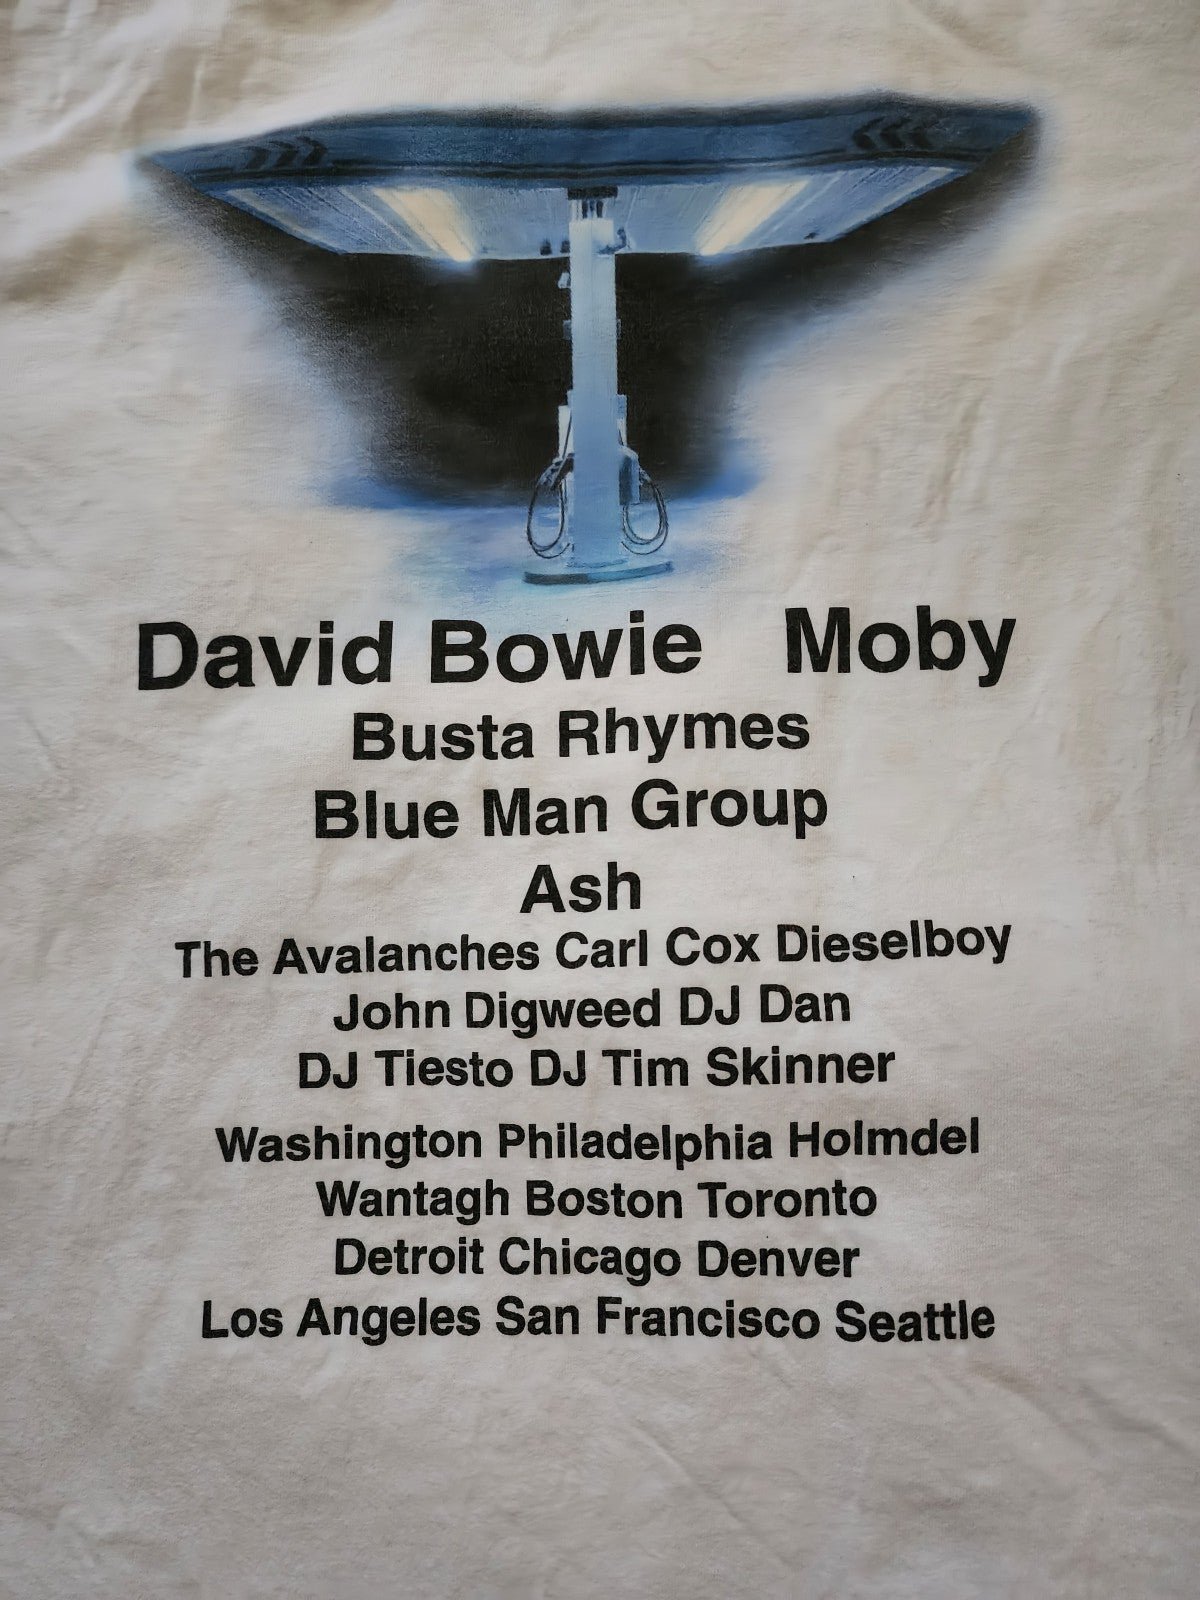 David Bowie Moby
Busta Rhymes
Blue Man Group
Ash
The Avalanches Carl Cox Dieselboy
John Digweed DJ Dan
DJ Tiesto DJ Tim Skinner
Washington Philadelphia Holmdel
Wantagh Boston Toronto
Detroit Chicago Denver
Los Angeles San Francisco Seattle